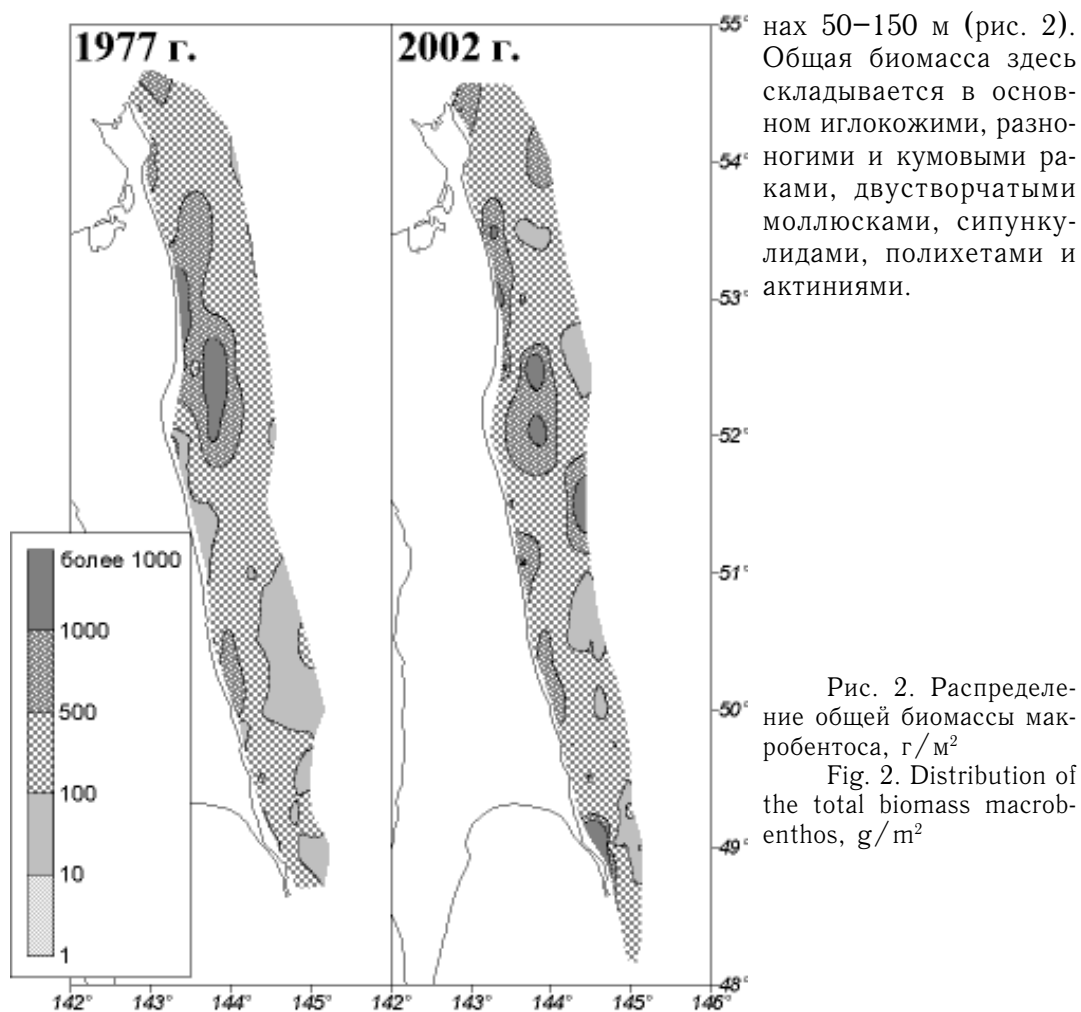 1977 г.
2002 г.
55°
54°
53°
52°
51°
50°
49°
48°
более 1000
1000
500
100
10
1
142°
143°
144°
145°
142°
143°
144°
145°
146°
нах 50–150 м (рис. 2).
Общая биомасса здесь
складывается в основ-
ном иглокожими, разно-
ногими и кумовыми ра-
ками, двустворчатыми
моллюсками, сипунку-
лидами, полихетами и
актиниями.
Рис. 2. Распределе-
ние общей биомассы мак-
робентоса, г/м²
Fig. 2. Distribution of
the total biomass macrob-
enthos, g/m²